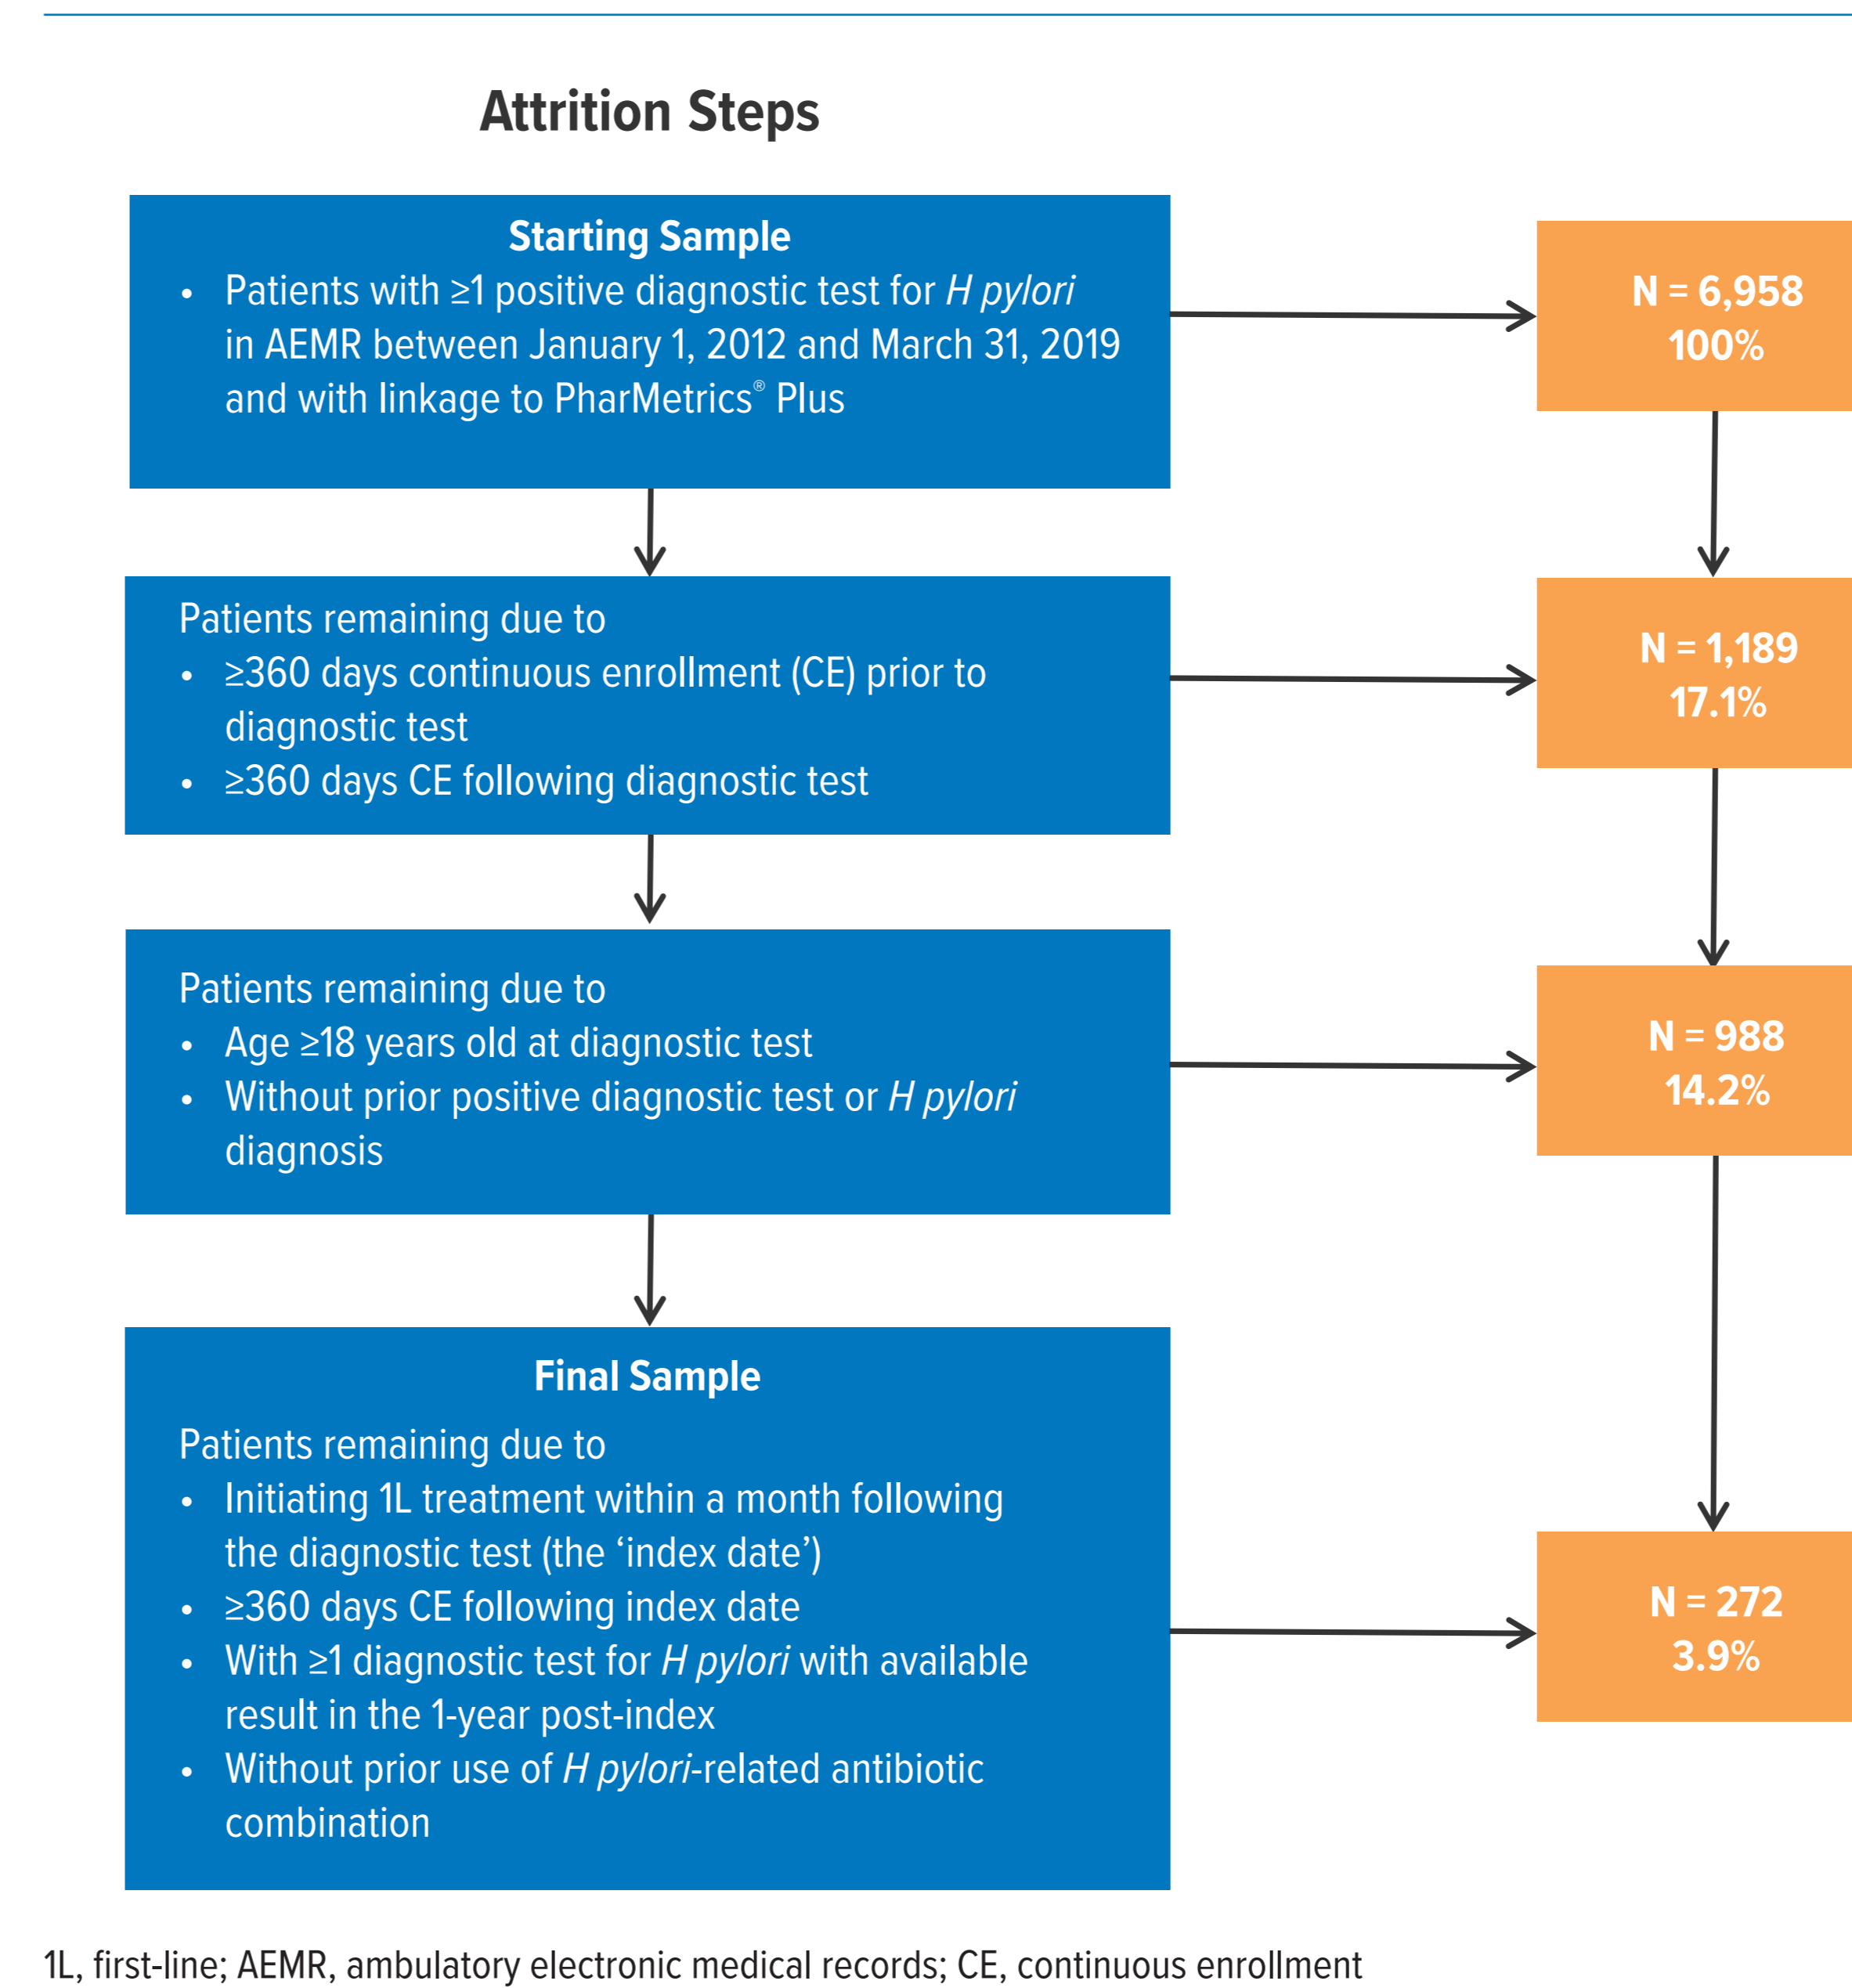 Attrition Steps
Starting Sample
• Patients with ≥1 positive diagnostic test for H pylori
in AEMR between January 1, 2012 and March 31, 2019
and with linkage to PharMetrics® Plus
N = 6,958
100%
Patients remaining due to
• ≥360 days continuous enrollment (CE) prior to
diagnostic test
• ≥360 days CE following diagnostic test
N = 1,189
17.1%
Patients remaining due to
• Age ≥18 years old at diagnostic test
• Without prior positive diagnostic test or H pylori
diagnosis
N = 988
14.2%
Final Sample
Patients remaining due to
• Initiating 1L treatment within a month following
the diagnostic test (the ‘index date’)
• ≥360 days CE following index date
• With ≥1 diagnostic test for H pylori with available
result in the 1-year post-index
• Without prior use of H pylori-related antibiotic
combination
N = 272
3.9%
1L, first-line; AEMR, ambulatory electronic medical records; CE, continuous enrollment